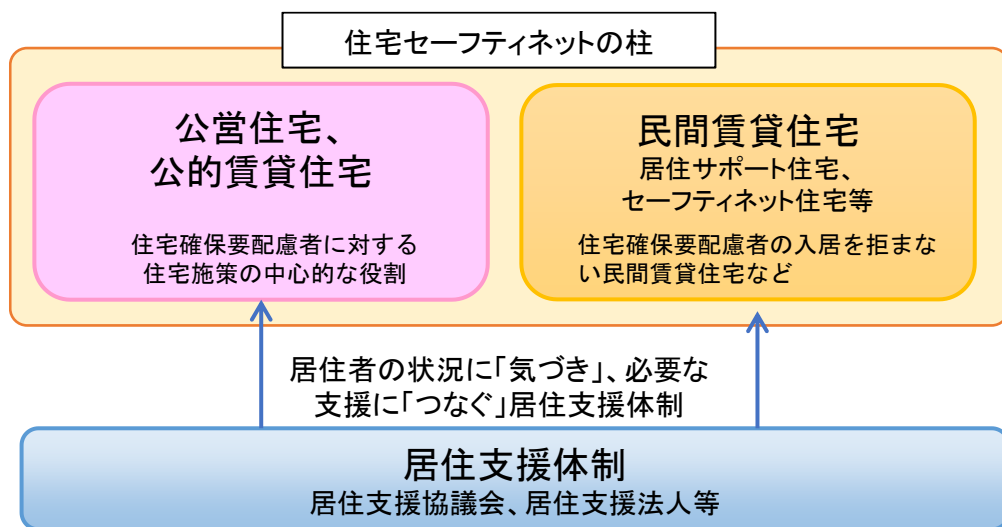 住宅セーフティネットの柱
公営住宅、
公的賃貸住宅
住宅確保要配慮者に対する
住宅施策の中心的な役割
民間賃貸住宅
居住サポート住宅、
セーフティネット住宅等
住宅確保要配慮者の入居を拒まな
い民間賃貸住宅など
居住者の状況に「気づき」、必要な
支援に「つなぐ」居住支援体制
居住支援体制
居住支援協議会、居住支援法人等